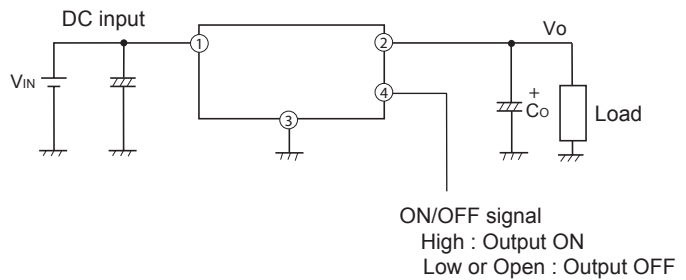 DC input
VIN
1
2
3
4
Vo
+
Co
Load
ON/OFF signal
High : Output ON
Low or Open : Output OFF